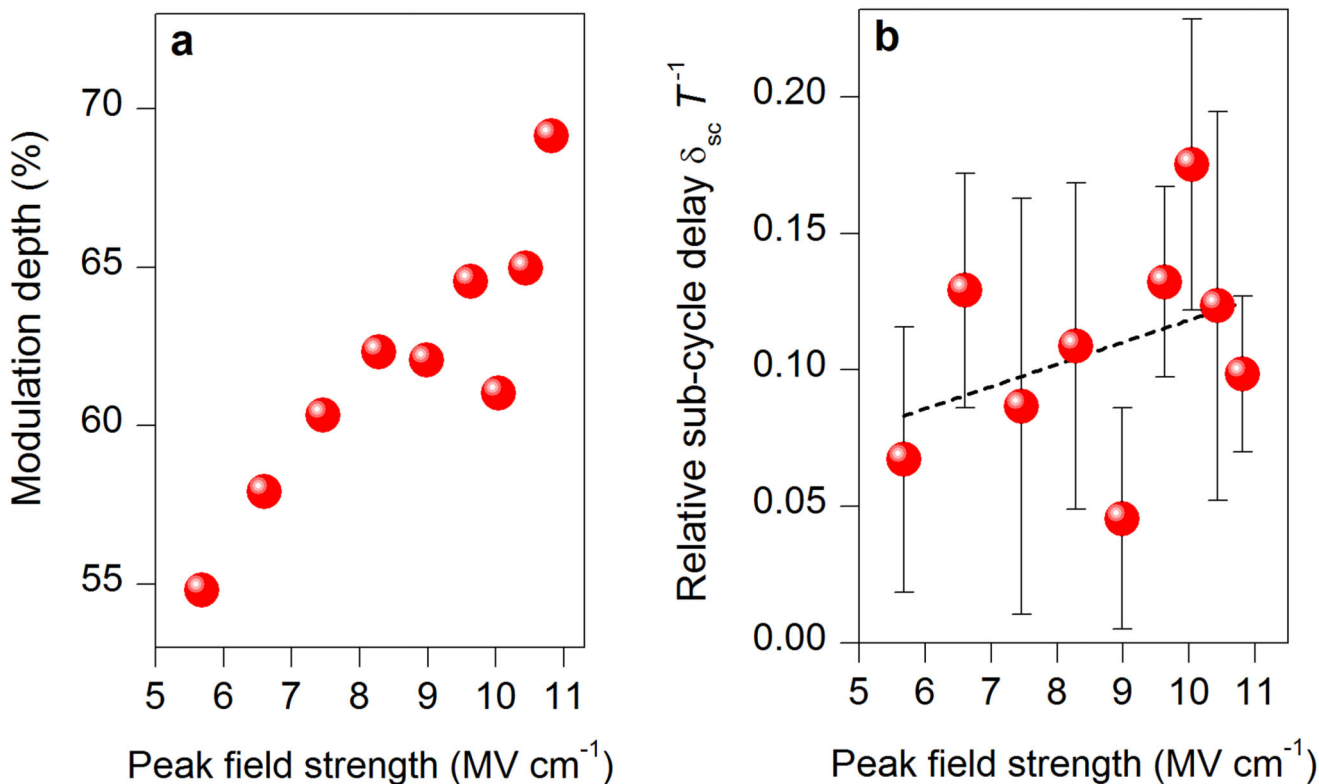 a
Modulation depth (%)
70
65
60
55
5 6 7 8 9 10 11
Peak field strength (MV cm⁻¹)
b
Relative sub-cycle delay δsc T⁻¹
0.20
0.15
0.10
0.05
0.00
5 6 7 8 9 10 11
Peak field strength (MV cm⁻¹)